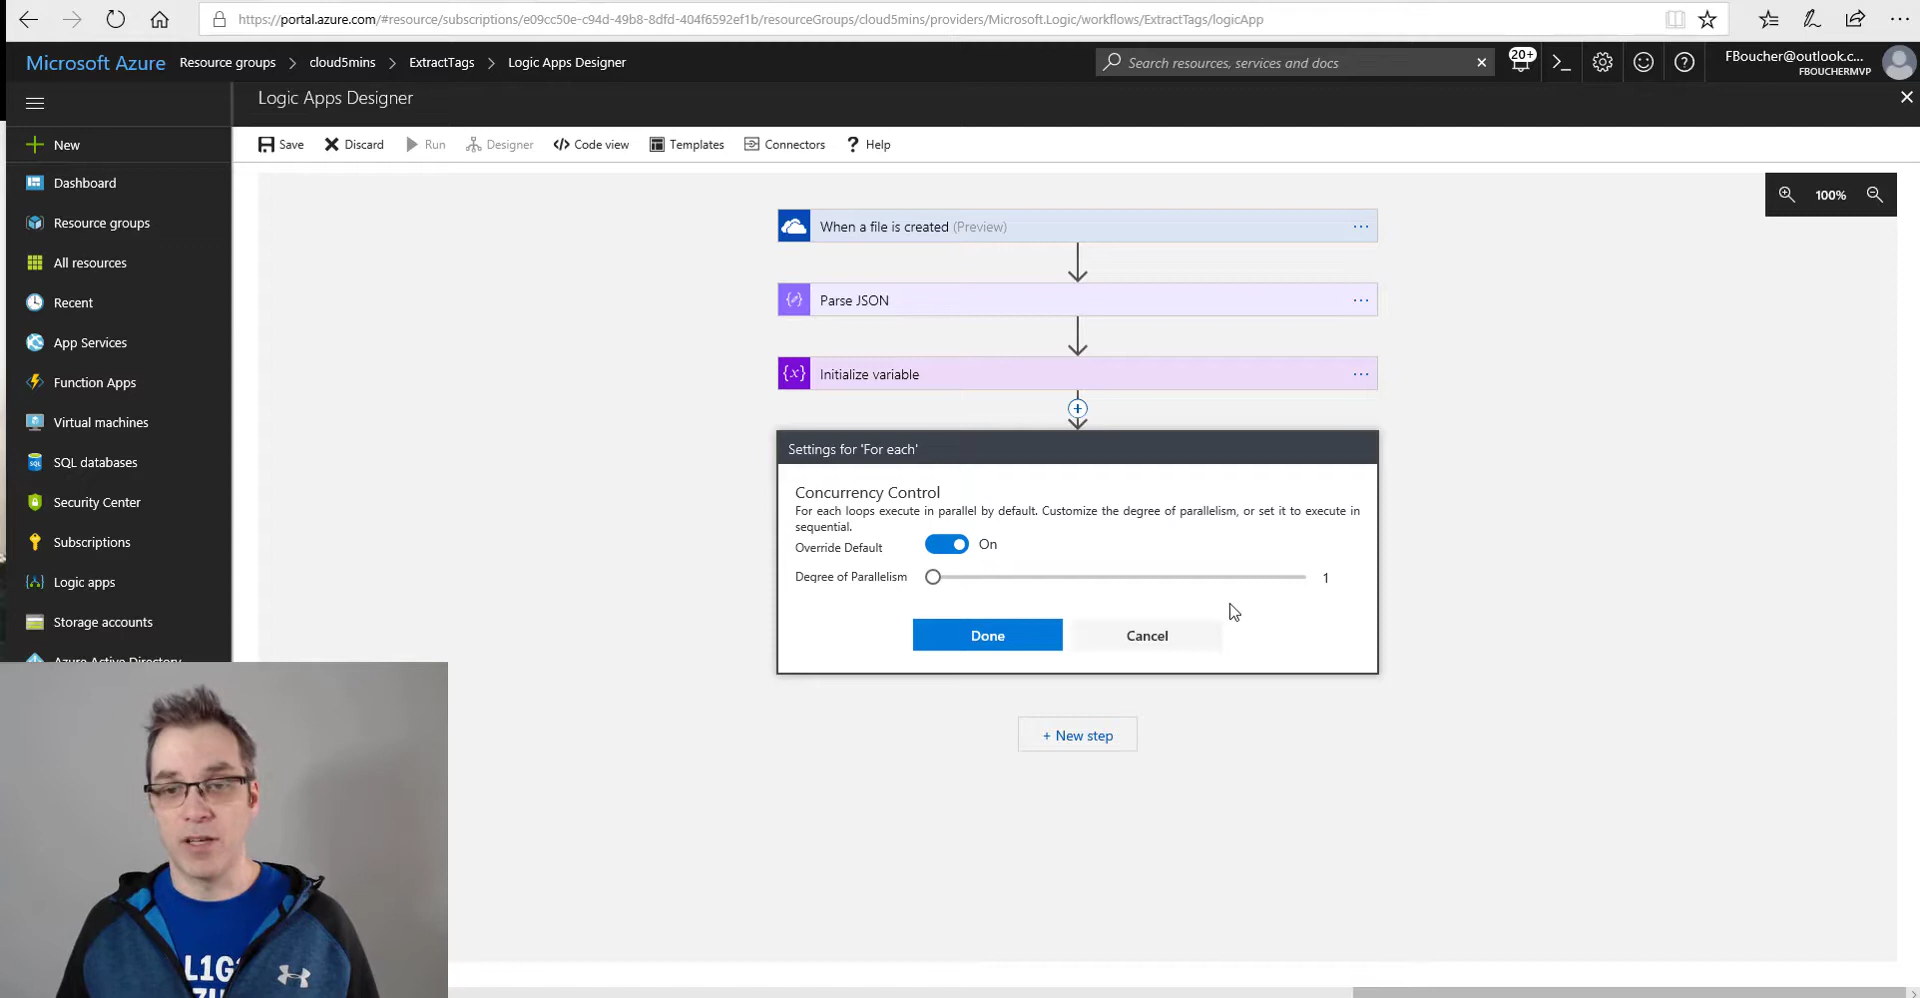 https://portal.azure.com/#resource/subscriptions/e09cc50e-c94d-49b8-8dfd-404f6592ef1b/resourceGroups/cloud5mins/providers/Microsoft.Logic/workflows/ExtractTags/logicApp
Microsoft Azure Resource groups > cloud5mins > ExtractTags > Logic Apps Designer
Search resources, services and docs
20+
FBoucher@outlook.c...
FBOUCHERMVP
Logic Apps Designer
New
Save Discard Run Designer Code view Templates Connectors ? Help
Dashboard
Resource groups
All resources
Recent
App Services
Function Apps
Virtual machines
SQL databases
Security Center
Subscriptions
Logic apps
Storage accounts
Azure Active Directory
100%
When a file is created (Preview)
Parse JSON
Initialize variable
Settings for 'For each'
Concurrency Control
For each loops execute in parallel by default. Customize the degree of parallelism, or set it to execute in
sequential.
Override Default On
Degree of Parallelism 1
Done Cancel
+ New step